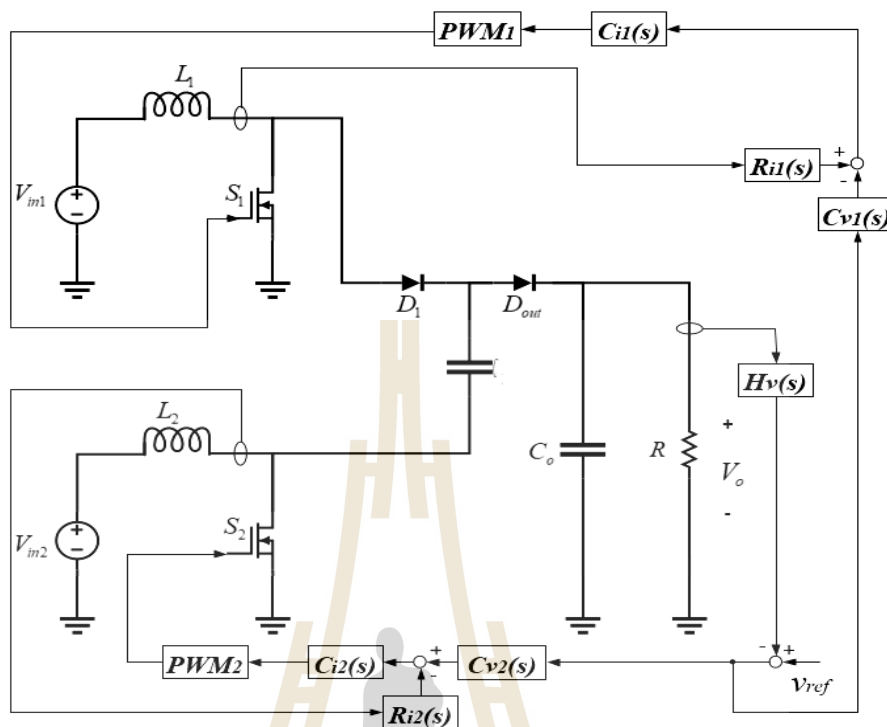 PWM1 Ci1(s)
L1
Ri1(s) + -
Vin1 + - S1
Cv1(s)
D1 Dout
Hv(s)
L2
Co R + Vo -
Vin2 + - S2
PWM2 Ci2(s) + - Cv2(s) - + vref
Ri2(s)